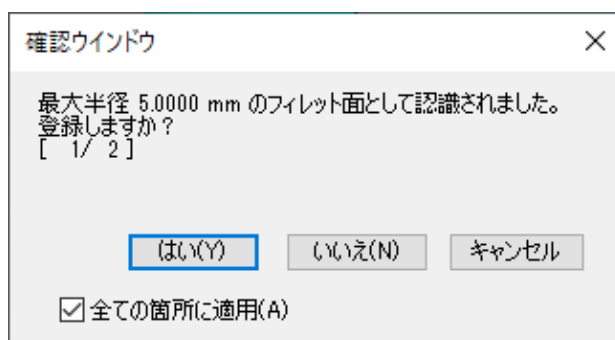 確認ウインドウ
最大半径 5.0000 mm のフィレット面として認識されました。
登録しますか？
[ 1/ 2]
はい(Y) いいえ(N) キャンセル
全ての箇所に適用(A)